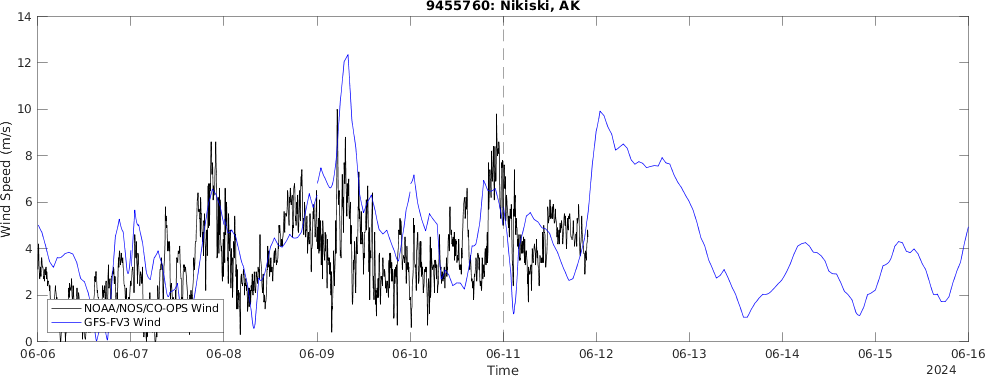 9455760: Nikiski, AK
14
12
10
8
6
4
2
0
Wind Speed (m/s)
NOAA/NOS/CO-OPS Wind
GFS-FV3 Wind
06-06 06-07 06-08 06-09 06-10 06-11 06-12 06-13 06-14 06-15 06-16
Time
2024